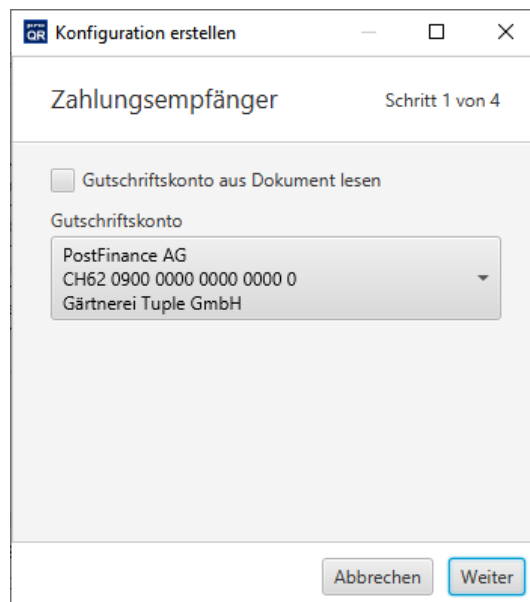 QR Konfiguration erstellen
Zahlungsempfänger Schritt 1 von 4
Gutschriftskonto aus Dokument lesen
Gutschriftskonto
PostFinance AG
CH62 0900 0000 0000 0000 0
Gärtnerei Tuple GmbH
Abbrechen Weiter